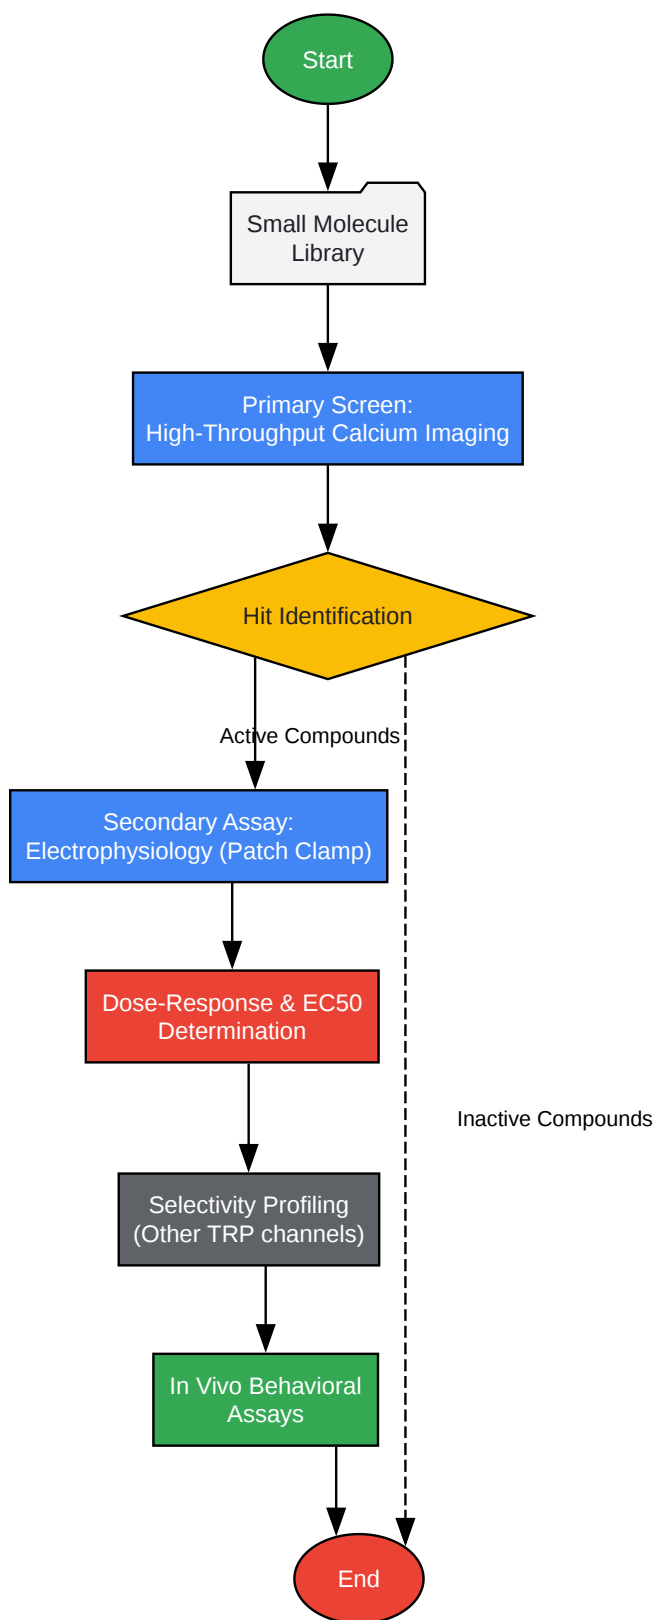 Start
Small Molecule
Library
Primary Screen:
High-Throughput Calcium Imaging
Hit Identification
Active Compounds
Secondary Assay:
Electrophysiology (Patch Clamp)
Dose-Response & EC50
Determination
Inactive Compounds
Selectivity Profiling
(Other TRP channels)
In Vivo Behavioral
Assays
End